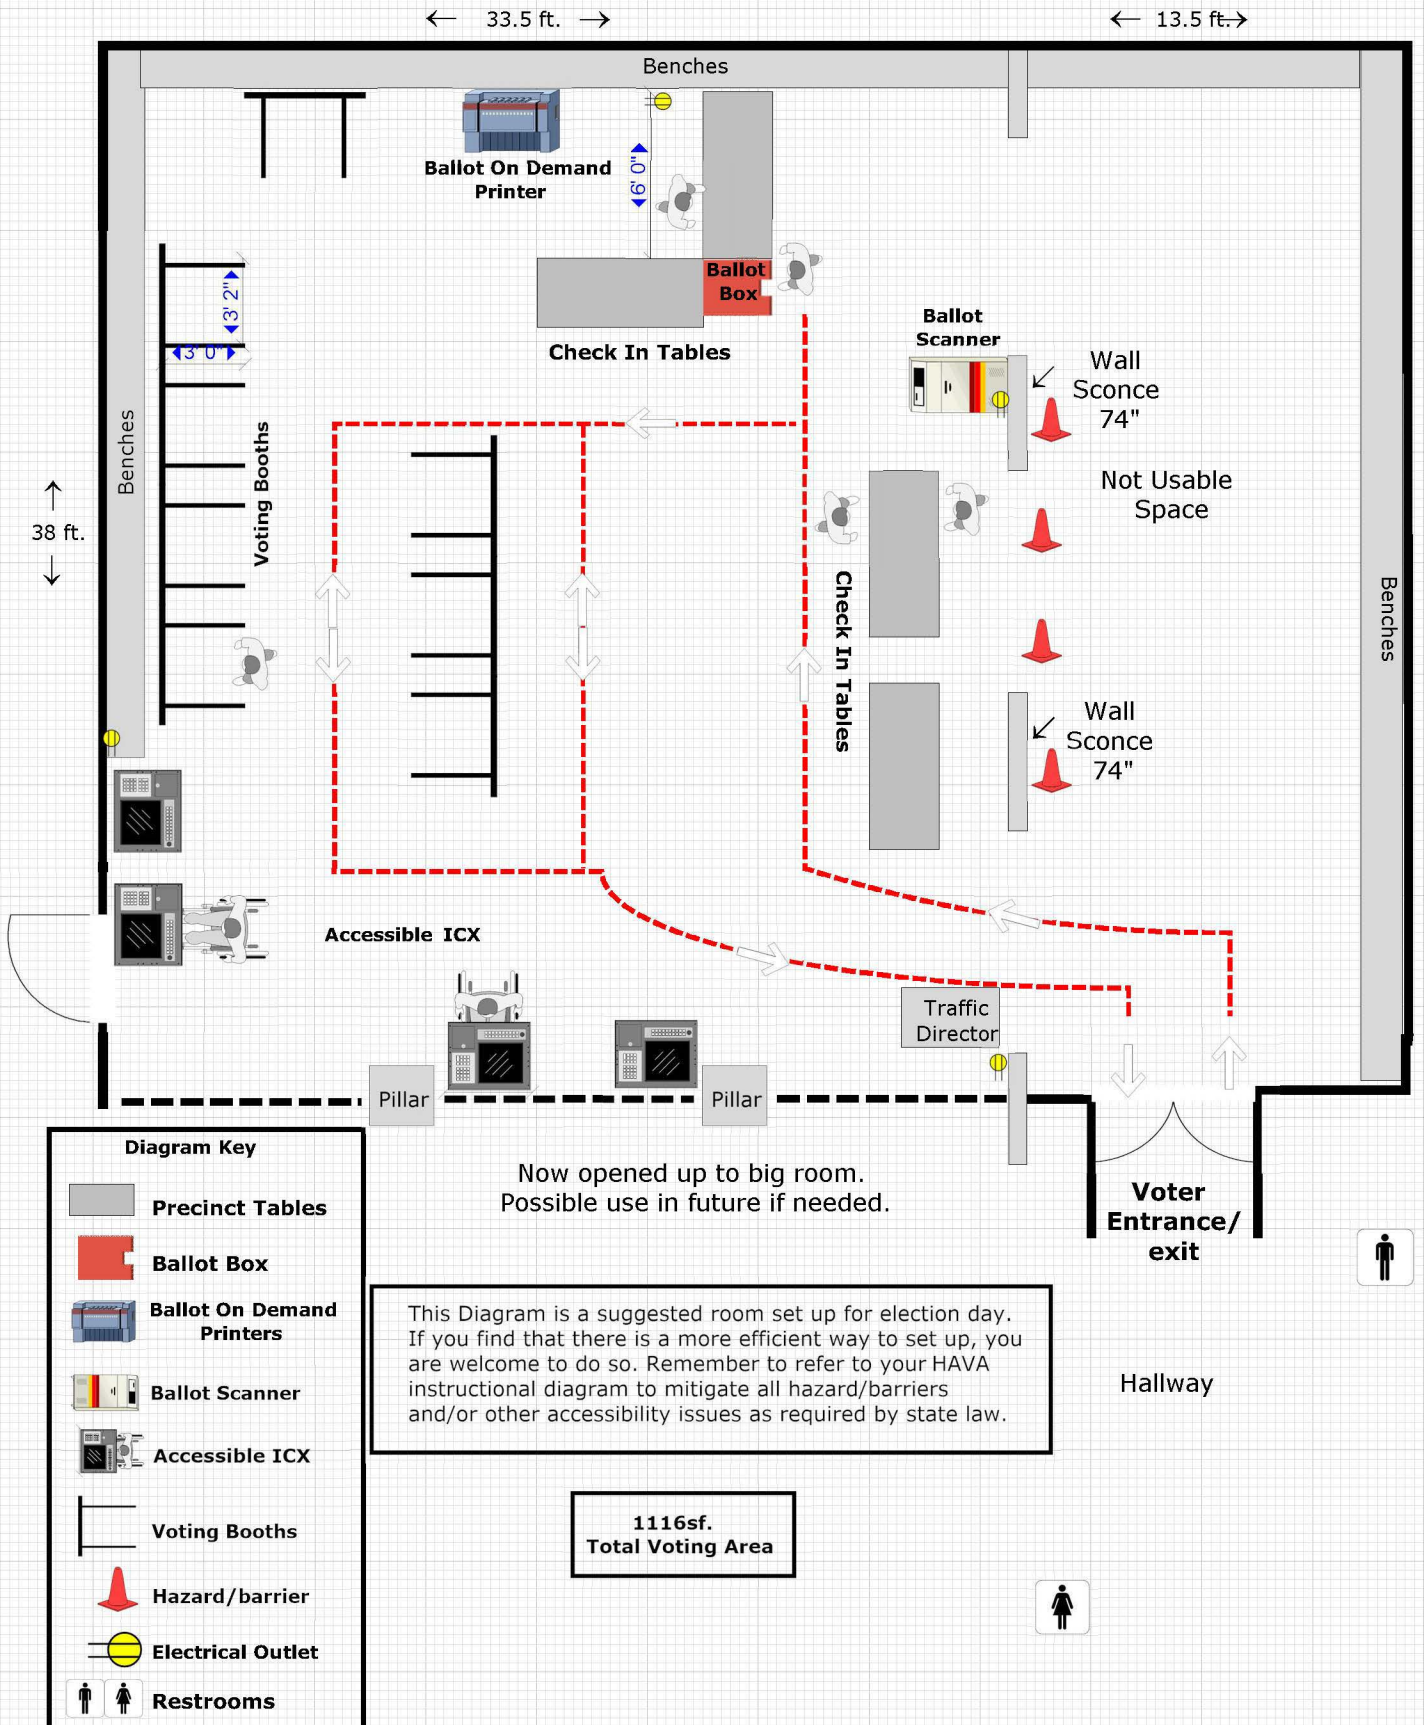 33.5 ft.
13.5 ft.
Benches
Ballot On Demand
Printer
6' 0"
Ballot
Box
3' 2"
3' 0"
Check In Tables
Ballot
Scanner
Wall
Sconce
74"
Benches
Voting Booths
Not Usable
Space
38 ft.
Check In Tables
Benches
Wall
Sconce
74"
Accessible ICX
Traffic
Director
Pillar
Pillar
Now opened up to big room.
Possible use in future if needed.
Voter
Entrance/
exit
Diagram Key
Precinct Tables
Ballot Box
Ballot On Demand
Printers
Ballot Scanner
Accessible ICX
Voting Booths
Hazard/barrier
Electrical Outlet
Restrooms
This Diagram is a suggested room set up for election day.
If you find that there is a more efficient way to set up, you
are welcome to do so. Remember to refer to your HAVA
instructional diagram to mitigate all hazard/barriers
and/or other accessibility issues as required by state law.
Hallway
1116sf.
Total Voting Area